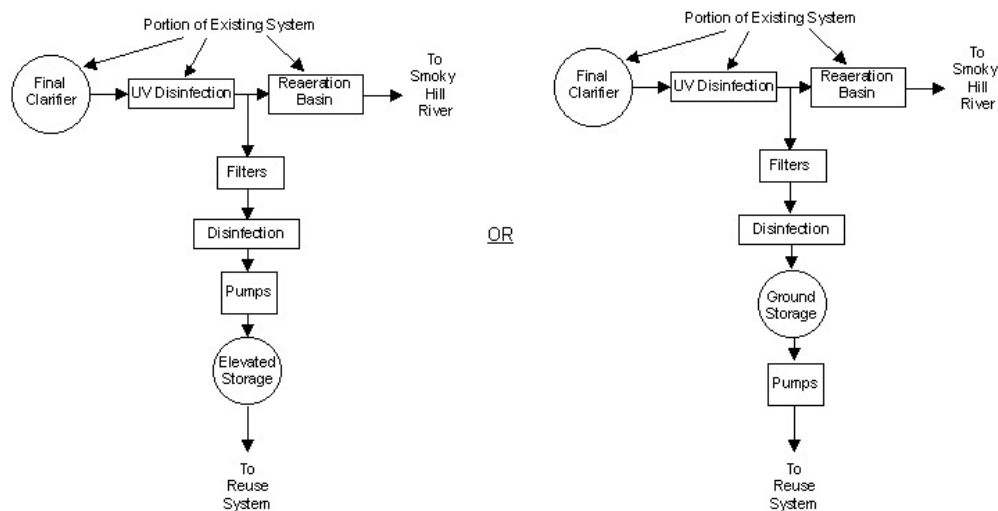 Portion of Existing System
Final
Clarifier
UV Disinfection
Reaeration
Basin
To
Smoky
Hill
River
Filters
Disinfection
Pumps
Elevated
Storage
To
Reuse
System
OR
Portion of Existing System
Final
Clarifier
UV Disinfection
Reaeration
Basin
To
Smoky
Hill
River
Filters
Disinfection
Ground
Storage
Pumps
To
Reuse
System